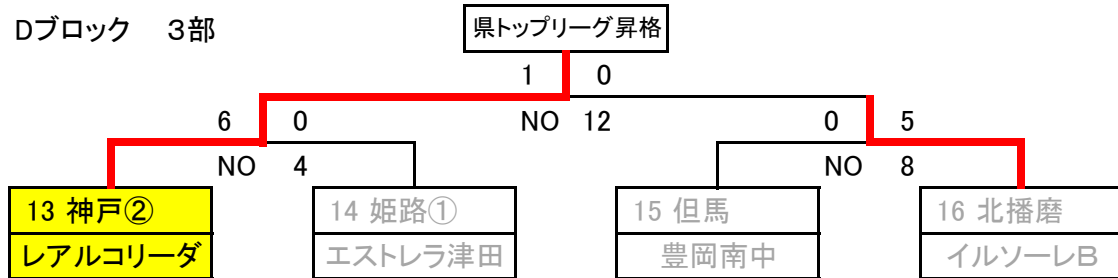 Dブロック　３部
県トップリーグ昇格
1 0
NO 12
6 0
NO 4
0 5
NO 8
13 神戸②
レアルコリーダ
14 姫路①
エストレラ津田
15 但馬
豊岡南中
16 北播磨
イルソーレB